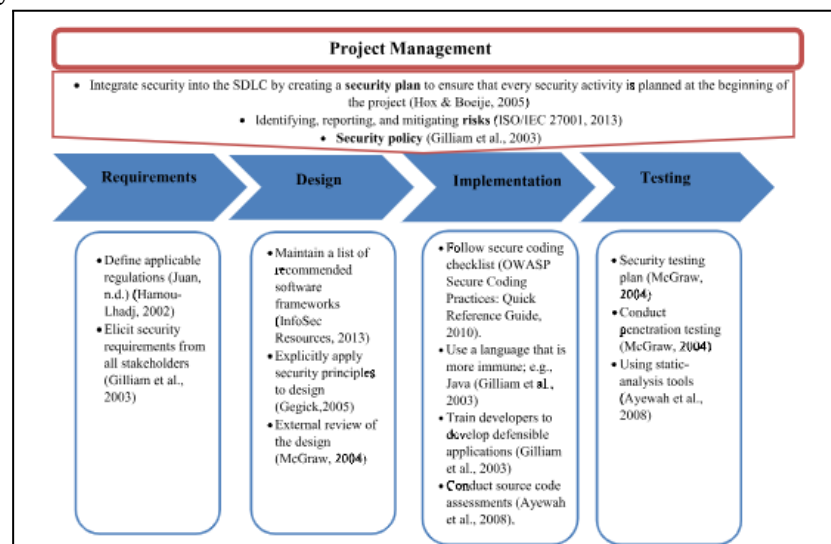 Project Management
• Integrate security into the SDLC by creating a security plan to ensure that every security activity is planned at the beginning of
the project (Hox & Boeije, 2005)
• Identifying, reporting, and mitigating risks (ISO/IEC 27001, 2013)
• Security policy (Gilliam et al., 2003)
Requirements
Design
Implementation
Testing
• Define applicable
regulations (Juan,
n.d.) (Hamou-
Lhadj, 2002)
• Elicit security
requirements from
all stakeholders
(Gilliam et al.,
2003)
• Maintain a list of
recommended
software
frameworks
(InfoSec
Resources, 2013)
• Explicitly apply
security principles
to design
(Gegick,2005)
• External review of
the design
(McGraw, 2004)
• Follow secure coding
checklist (OWASP
Secure Coding
Practices: Quick
Reference Guide,
2010).
• Use a language that is
more immune; e.g.,
Java (Gilliam et al.,
2003)
• Train developers to
develop defensible
applications (Gilliam
et al., 2003)
• Conduct source code
assessments (Ayewah
et al., 2008).
• Security testing
plan (McGraw,
2004)
• Conduct
penetration testing
(McGraw, 2004)
• Using static-
analysis tools
(Ayewah et al.,
2008)